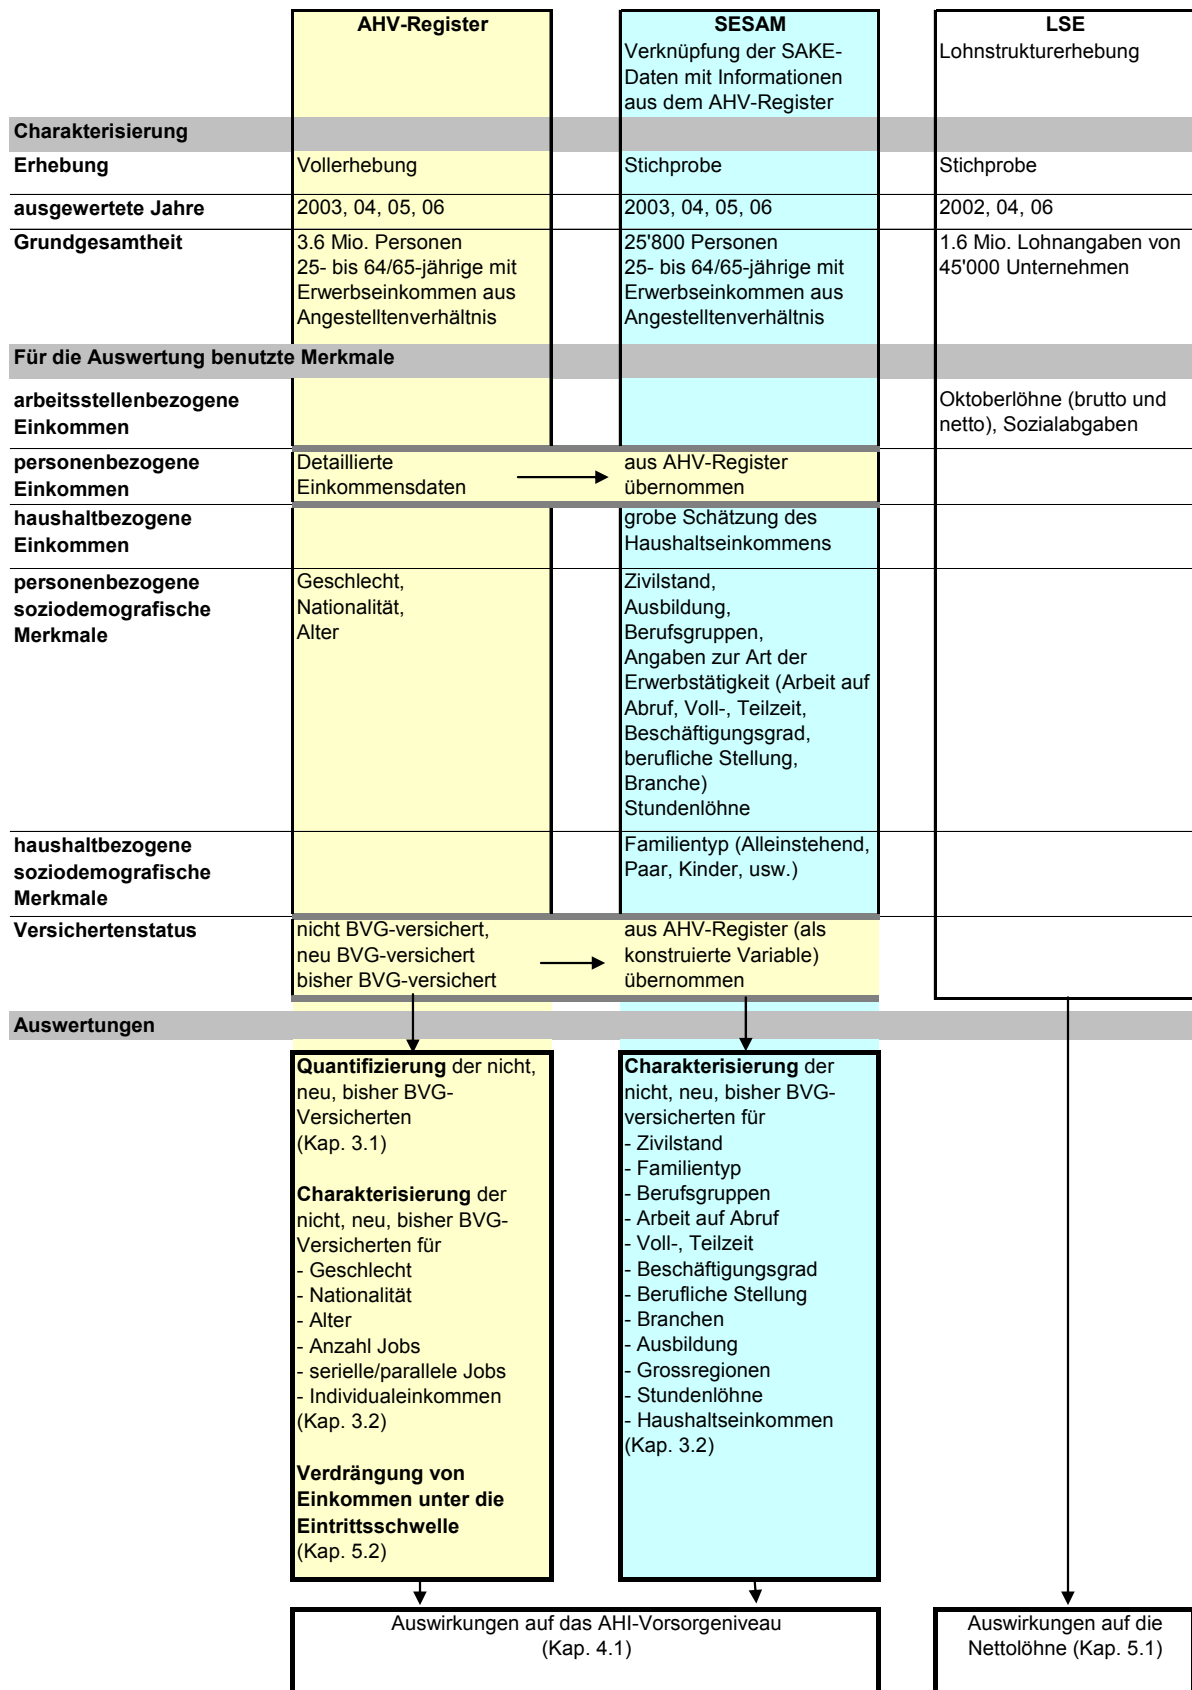 AHV-Register
SESAM
Verknüpfung der SAKE-
Daten mit Informationen
aus dem AHV-Register
LSE
Lohnstrukturerhebung
Charakterisierung
Erhebung
Vollerhebung
Stichprobe
Stichprobe
ausgewertete Jahre
2003, 04, 05, 06
2003, 04, 05, 06
2002, 04, 06
Grundgesamtheit
3.6 Mio. Personen
25- bis 64/65-jährige mit
Erwerbseinkommen aus
Angestelltenverhältnis
25'800 Personen
25- bis 64/65-jährige mit
Erwerbseinkommen aus
Angestelltenverhältnis
1.6 Mio. Lohnangaben von
45'000 Unternehmen
Für die Auswertung benutzte Merkmale
arbeitsstellenbezogene
Einkommen
Oktoberlöhne (brutto und
netto), Sozialabgaben
personenbezogene
Einkommen
Detaillierte
Einkommensdaten
aus AHV-Register
übernommen
haushaltbezogene
Einkommen
grobe Schätzung des
Haushaltseinkommens
personenbezogene
soziodemografische
Merkmale
Geschlecht,
Nationalität,
Alter
Zivilstand,
Ausbildung,
Berufsgruppen,
Angaben zur Art der
Erwerbstätigkeit (Arbeit auf
Abruf, Voll-, Teilzeit,
Beschäftigungsgrad,
berufliche Stellung,
Branche)
Stundenlöhne
haushaltbezogene
soziodemografische
Merkmale
Familientyp (Alleinstehend,
Paar, Kinder, usw.)
Versichertenstatus
nicht BVG-versichert,
neu BVG-versichert
bisher BVG-versichert
aus AHV-Register (als
konstruierte Variable)
übernommen
Auswertungen
Quantifizierung der nicht,
neu, bisher BVG-
Versicherten
(Kap. 3.1)
Charakterisierung der
nicht, neu, bisher BVG-
Versicherten für
- Geschlecht
- Nationalität
- Alter
- Anzahl Jobs
- serielle/parallele Jobs
- Individualeinkommen
(Kap. 3.2)
Verdrängung von
Einkommen unter die
Eintrittsschwelle
(Kap. 5.2)
Charakterisierung der
nicht, neu, bisher BVG-
versicherten für
- Zivilstand
- Familientyp
- Berufsgruppen
- Arbeit auf Abruf
- Voll-, Teilzeit
- Beschäftigungsgrad
- Berufliche Stellung
- Branchen
- Ausbildung
- Grossregionen
- Stundenlöhne
- Haushaltseinkommen
(Kap. 3.2)
Auswirkungen auf das AHI-Vorsorgeniveau
(Kap. 4.1)
Auswirkungen auf die
Nettolöhne (Kap. 5.1)